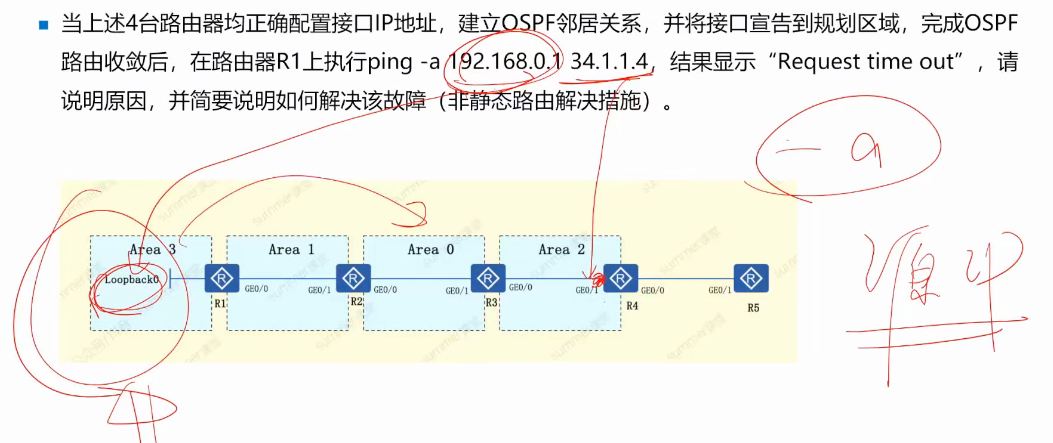 当上述4台路由器均正确配置接口IP地址，建立OSPF邻居关系，并将接口宣告到规划区域，完成OSPF
路由收敛后，在路由器R1上执行ping -a 192.168.0.1 34.1.1.4，结果显示“Request time out”，请
说明原因，并简要说明如何解决该故障（非静态路由解决措施）。
- a
源IP
Area 3 Area 1 Area 0 Area 2
Loopback0
GE0/0 GE0/1 GE0/0 GE0/1 GE0/0 GE0/1 GE0/0 GE0/1
R1 R2 R3 R4 R5